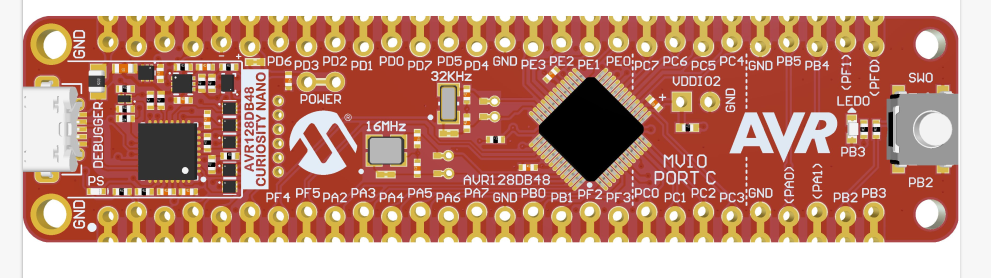 GND
PD6
PD3
PD2
PD1
PD0
PD7
PD5
PD4
GND
PE3
PE2
PE1
PE0
PC7
PC6
PC5
PC4
GND
PB5
PB4
(PF1)
(PF0)
SW0
32KHz
VDDIO2
GND
LED0
POWER
®
+
DEBUGGER
AVR128DB48
CURIOSITY NANO
16MHz
AVR
PB3
MVIO
PORT C
PB2
PS
AVR128DB48
GND
PF4
PF5
PA2
PA3
PA4
PA5
PA6
PA7
GND
PB0
PB1
PF2
PF3
PC0
PC1
PC2
PC3
GND
(PA0)
(PA1)
PB2
PB3